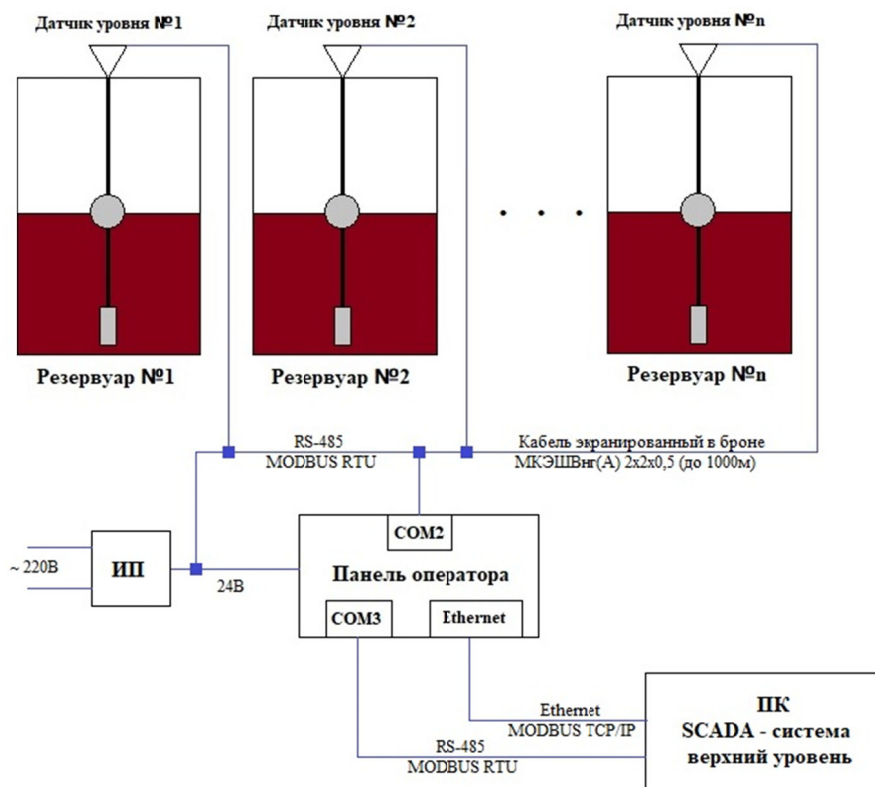 Датчик уровня №1
Датчик уровня №2
Датчик уровня №n
. . .
Резервуар №1
Резервуар №2
Резервуар №n
RS-485
MODBUS RTU
Кабель экранированный в броне
МКЭШВнг(А) 2х2х0,5 (до 1000м)
~ 220В
ИП
24В
COM2
Панель оператора
COM3
Ethernet
Ethernet
MODBUS TCP/IP
RS-485
MODBUS RTU
ПК
SCADA - система
верхний уровень